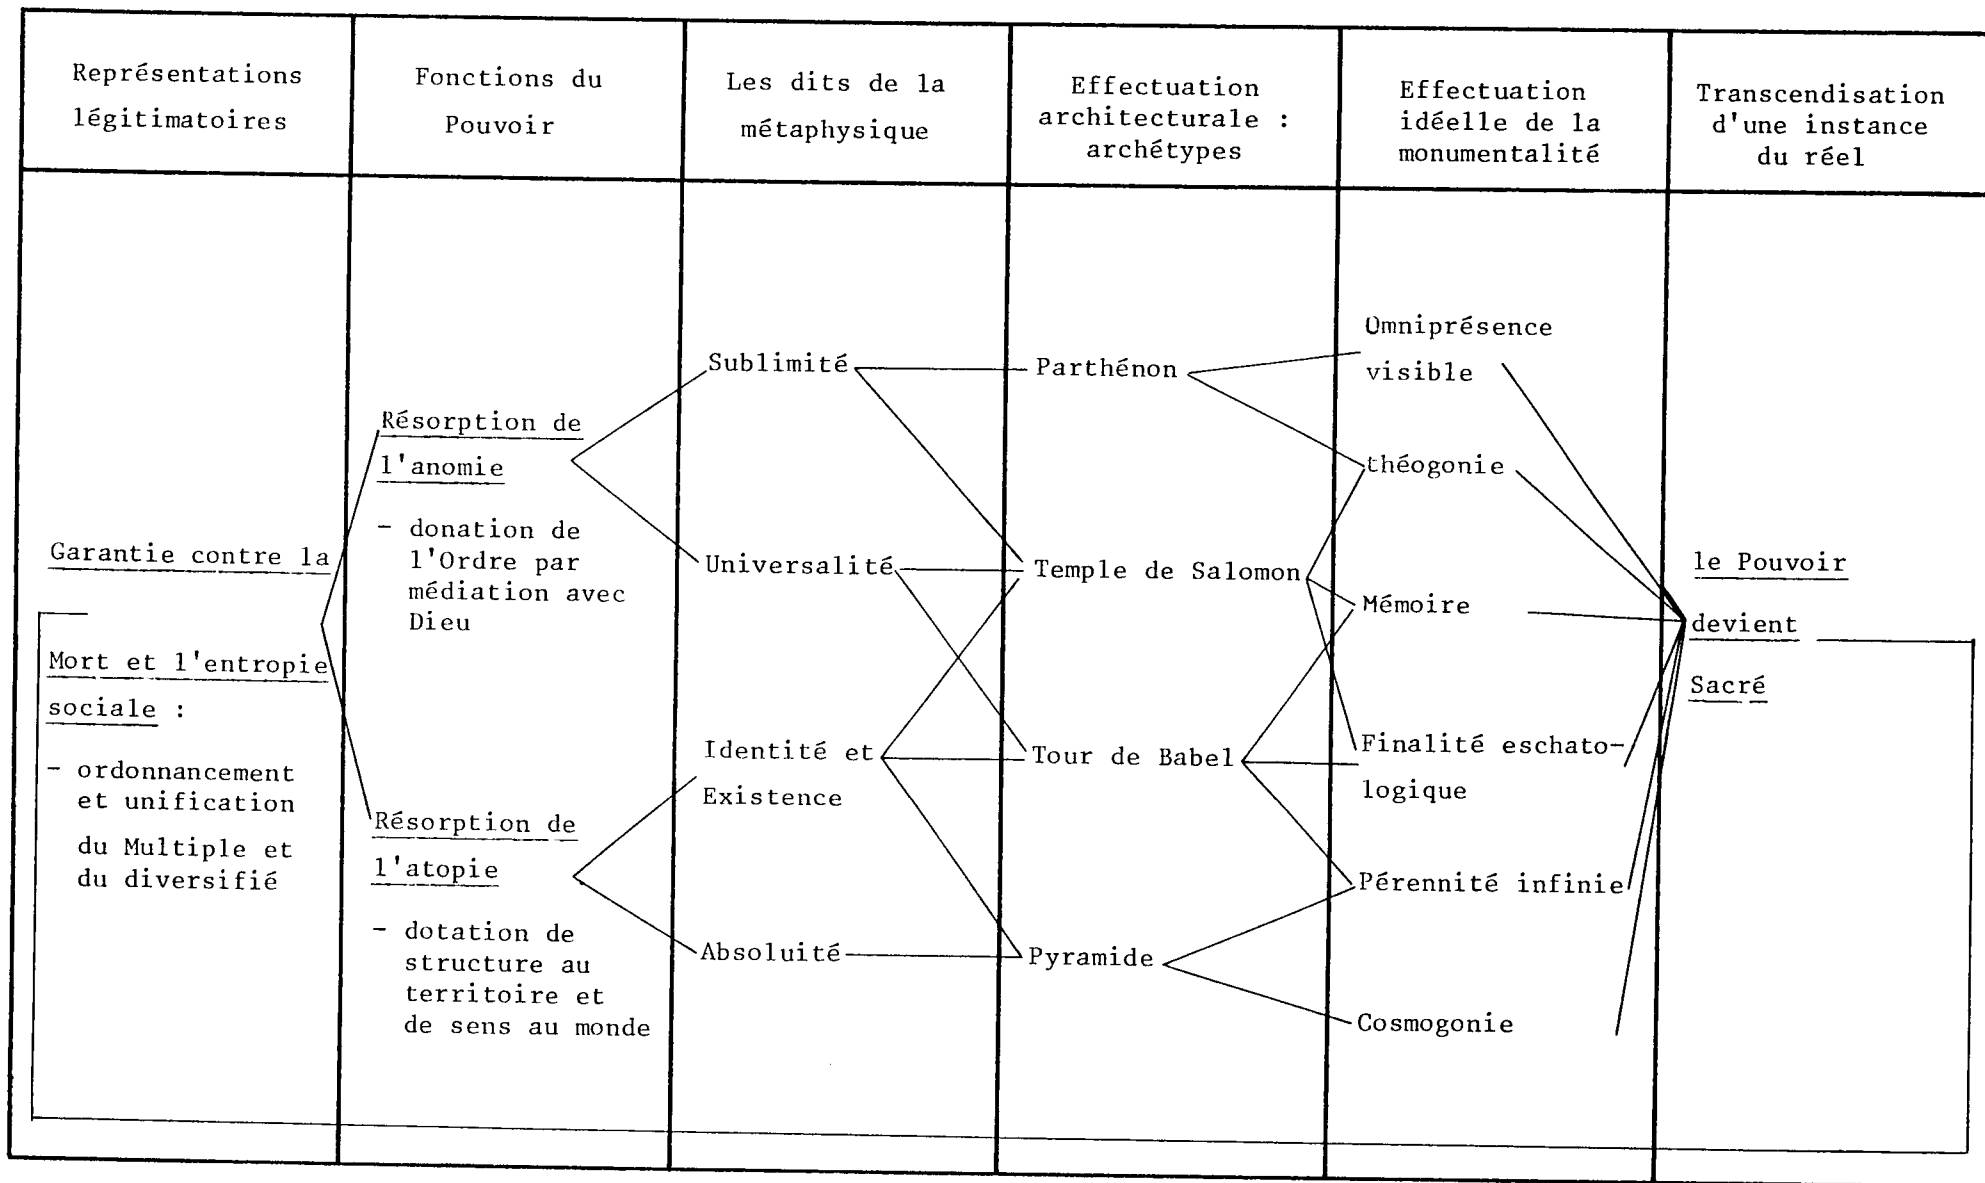 Représentations
légitimatoires
Fonctions du
Pouvoir
Les dits de la
métaphysique
Effectuation
architecturale :
archétypes
Effectuation
idéelle de la
monumentalité
Transcendisation
d'une instance
du réel
Garantie contre la
Mort et l'entropie
sociale :
- ordonnancement
et unification
du Multiple et
du diversifié
Résorption de
l'anomie
- donation de
l'Ordre par
médiation avec
Dieu
Résorption de
l'atopie
- dotation de
structure au
territoire et
de sens au monde
Sublimité
Universalité
Identité et
Existence
Absoluité
Parthénon
Temple de Salomon
Tour de Babel
Pyramide
Omniprésence
visible
théogonie
Mémoire
Finalité eschato-
logique
Pérennité infinie
Cosmogonie
le Pouvoir
devient
Sacré